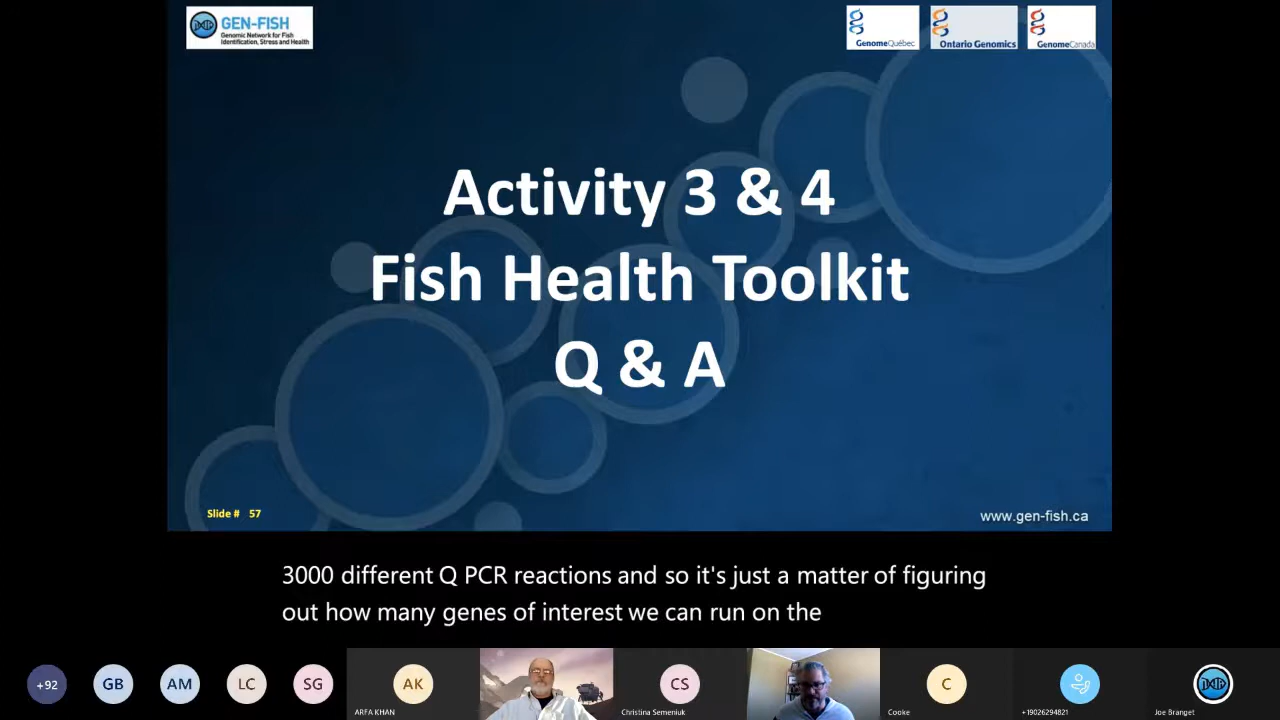 GEN-FISH
Genomic Network for Fish
Identification, Stress and Health
GenomeQuébec
Ontario Genomics
GenomeCanada
Activity 3 & 4
Fish Health Toolkit
Q & A
Slide # 57
www.gen-fish.ca
3000 different Q PCR reactions and so it's just a matter of figuring
out how many genes of interest we can run on the
+92
GB
AM
LC
SG
AK
CS
C
ARFA KHAN
Christina Semeniuk
Cooke
+19026294821
Joe Branget